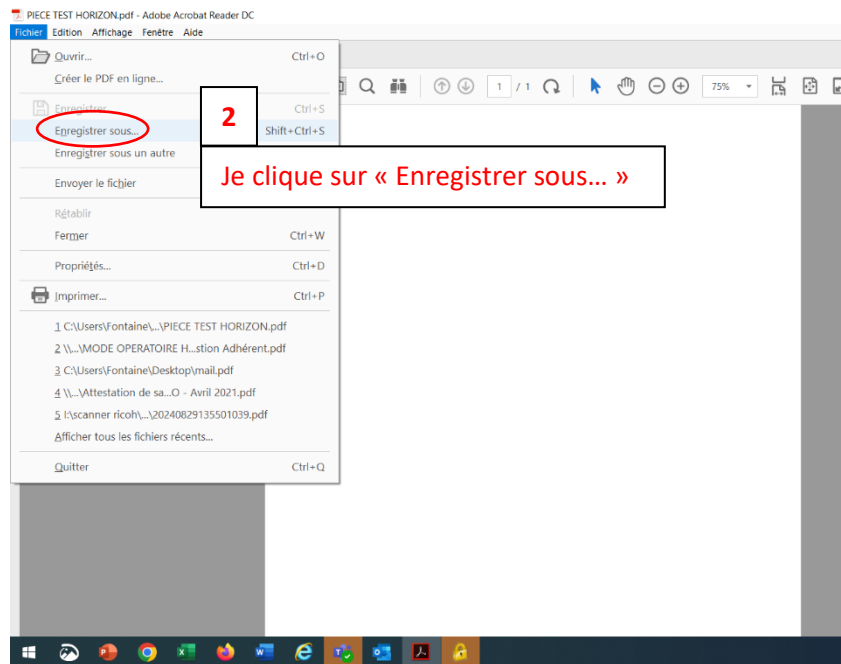 PIECE TEST HORIZON.pdf - Adobe Acrobat Reader DC
Fichier Edition Affichage Fenêtre Aide
Ouvrir... Ctrl+O
Créer le PDF en ligne...
1 / 1 75%
Enregistrer Ctrl+S
2
Enregistrer sous... Shift+Ctrl+S
Enregistrer sous un autre
Je clique sur « Enregistrer sous... »
Envoyer le fichier
Rétablir
Fermer Ctrl+W
Propriétés... Ctrl+D
Imprimer... Ctrl+P
1 C:\Users\Fontaine\...\PIECE TEST HORIZON.pdf
2 \\...\MODE OPERATOIRE H...stion Adhérent.pdf
3 C:\Users\Fontaine\Desktop\mail.pdf
4 \\...\Attestation de sa...O - Avril 2021.pdf
5 I:\scanner ricoh\...\20240829135501039.pdf
Afficher tous les fichiers récents...
Quitter Ctrl+Q